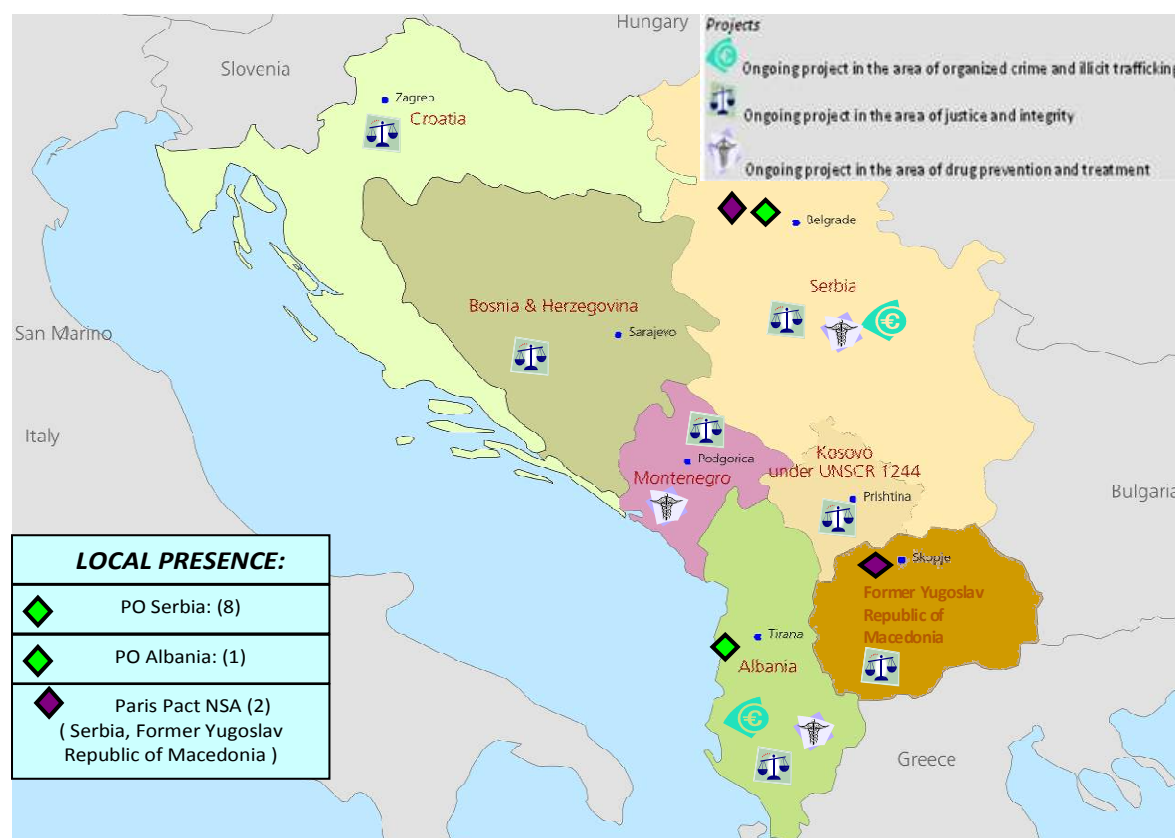 Hungary
Projects
Ongoing project in the area of organized crime and illicit trafficking
Ongoing project in the area of justice and integrity
Ongoing project in the area of drug prevention and treatment
Slovenia
Zagreb
Croatia
Belgrade
Serbia
Bosnia & Herzegovina
Sarajevo
San Marino
Italy
Podgorica
Montenegro
Kosovo
under UNSCR 1244
Prishtina
Bulgaria
Skopje
Former Yugoslav
Republic of
Macedonia
Tirana
Albania
Greece
LOCAL PRESENCE:
PO Serbia: (8)
PO Albania: (1)
Paris Pact NSA (2)
( Serbia, Former Yugoslav
Republic of Macedonia )